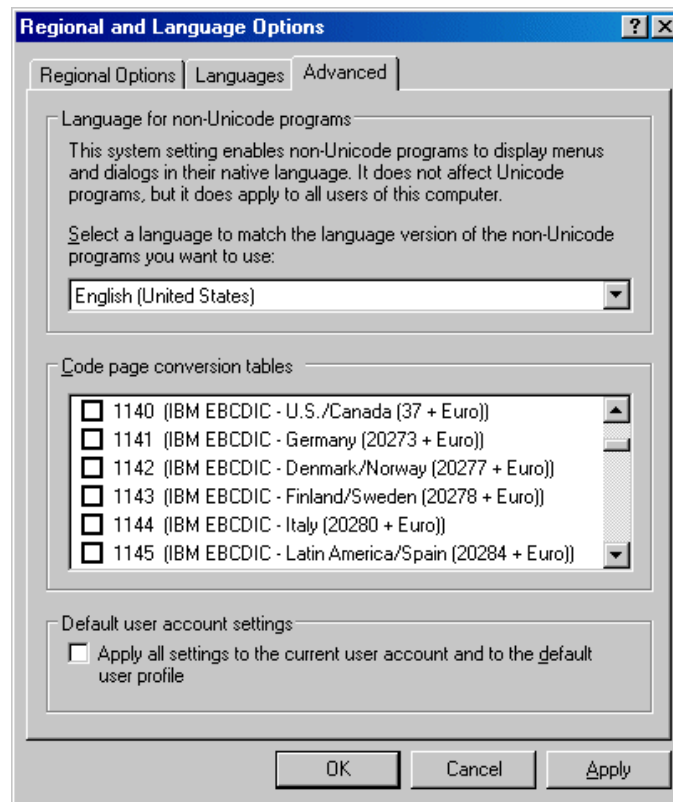 Regional and Language Options
Regional Options Languages Advanced
Language for non-Unicode programs
This system setting enables non-Unicode programs to display menus
and dialogs in their native language. It does not affect Unicode
programs, but it does apply to all users of this computer.
Select a language to match the language version of the non-Unicode
programs you want to use:
English (United States)
Code page conversion tables
1140 (IBM EBCDIC - U.S./Canada (37 + Euro))
1141 (IBM EBCDIC - Germany (20273 + Euro))
1142 (IBM EBCDIC - Denmark/Norway (20277 + Euro))
1143 (IBM EBCDIC - Finland/Sweden (20278 + Euro))
1144 (IBM EBCDIC - Italy (20280 + Euro))
1145 (IBM EBCDIC - Latin America/Spain (20284 + Euro))
Default user account settings
Apply all settings to the current user account and to the default
user profile
OK Cancel Apply